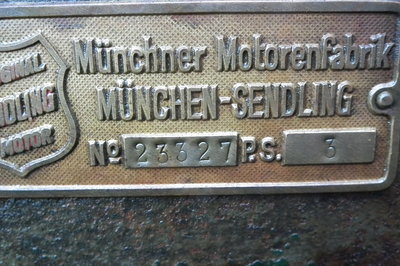 Münchner Motorenfabrik
MÜNCHEN-SENDLING
No 23327 P.S. 3
MOTOR